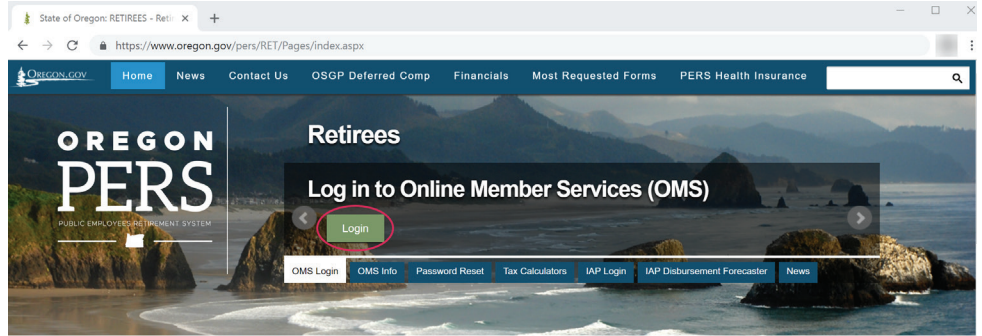 State of Oregon: RETIREES - Reti
https://www.oregon.gov/pers/RET/Pages/index.aspx
OREGON.GOV Home News Contact Us OSGP Deferred Comp Financials Most Requested Forms PERS Health Insurance
OREGON
PERS
PUBLIC EMPLOYEES RETIREMENT SYSTEM
Retirees
Log in to Online Member Services (OMS)
Login
OMS Login OMS Info Password Reset Tax Calculators IAP Login IAP Disbursement Forecaster News